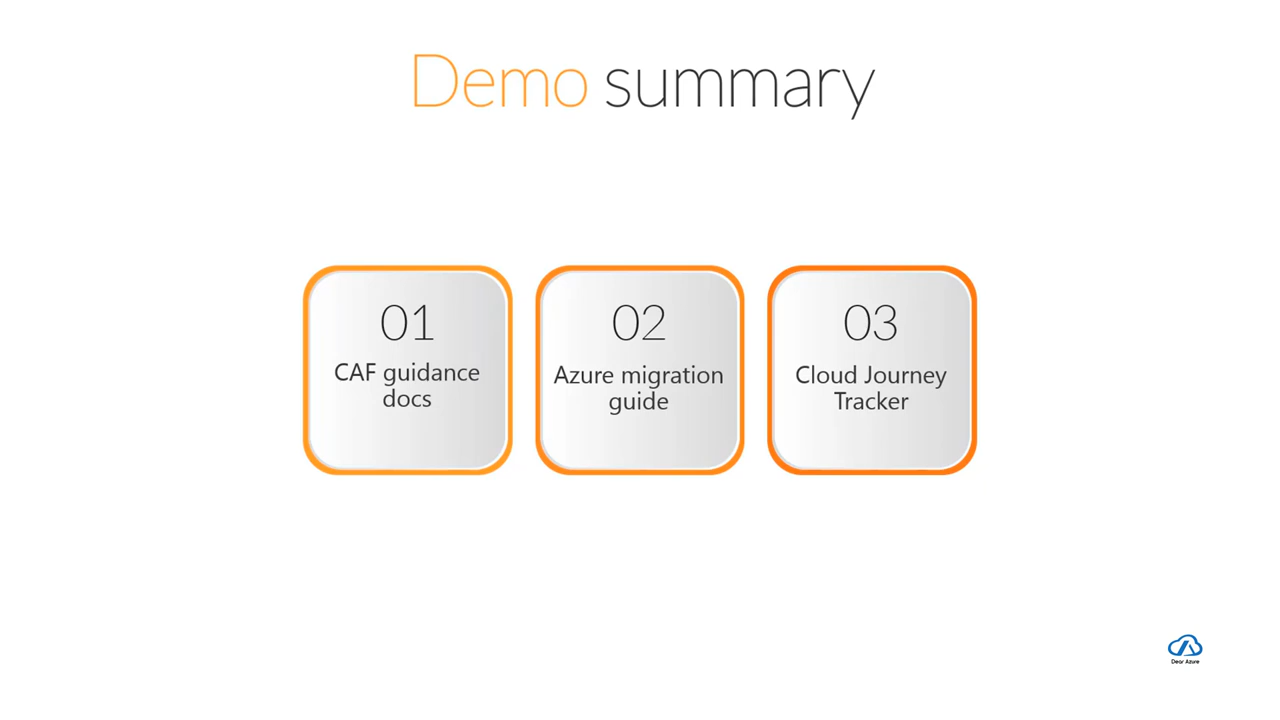 Demo summary
01
CAF guidance
docs
02
Azure migration
guide
03
Cloud Journey
Tracker
Dear Azure